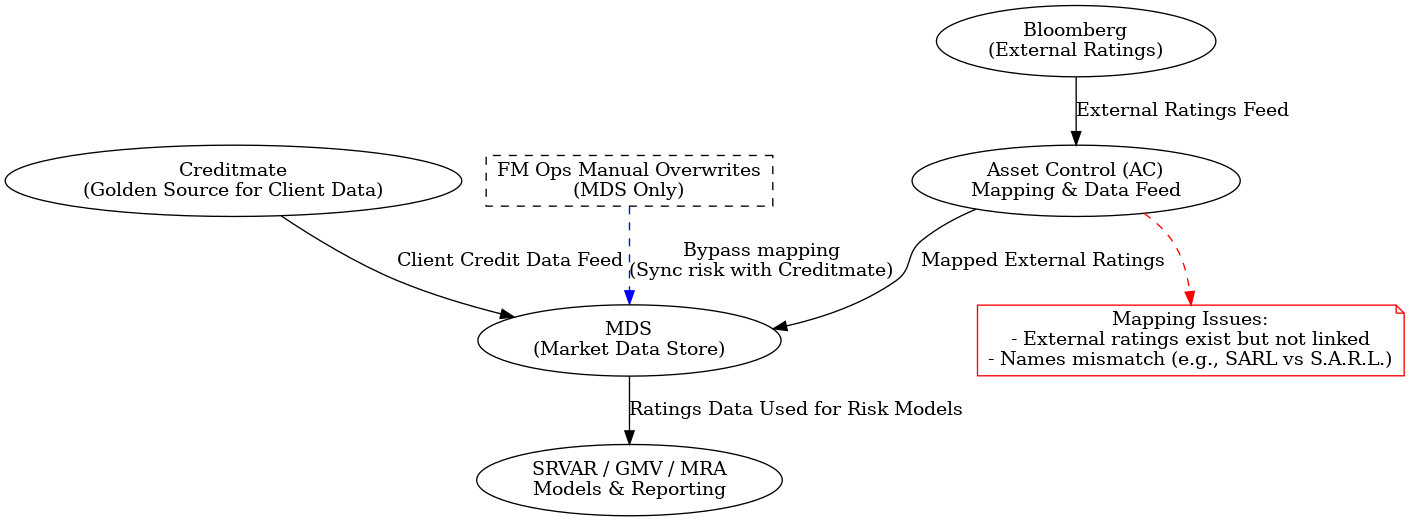 Bloomberg
(External Ratings)
External Ratings Feed
Creditmate
(Golden Source for Client Data)
FM Ops Manual Overwrites
(MDS Only)
Asset Control (AC)
Mapping & Data Feed
Client Credit Data Feed
Bypass mapping
(Sync risk with Creditmate)
Mapped External Ratings
MDS
(Market Data Store)
Mapping Issues:
- External ratings exist but not linked
- Names mismatch (e.g., SARL vs S.A.R.L.)
Ratings Data Used for Risk Models
SRVAR / GMV / MRA
Models & Reporting